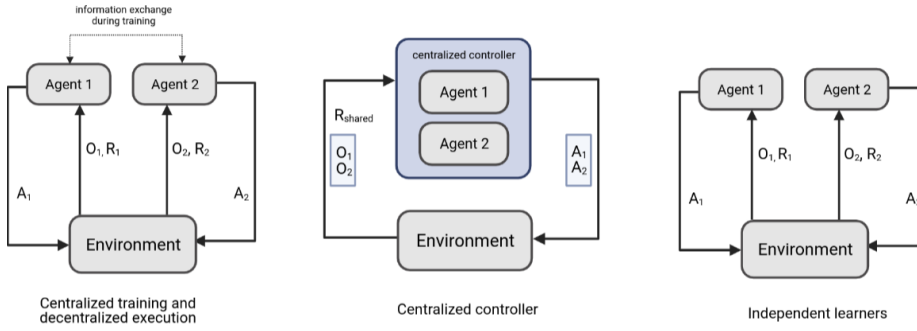 information exchange
during training
Agent 1
Agent 2
O₁, R₁
O₂, R₂
A₁
A₂
Environment
Centralized training and
decentralized execution
centralized controller
Agent 1
Agent 2
Rshared
O₁
O₂
A₁
A₂
Environment
Centralized controller
Agent 1
Agent 2
O₁, R₁
O₂, R₂
A₁
Environment
Independent learners